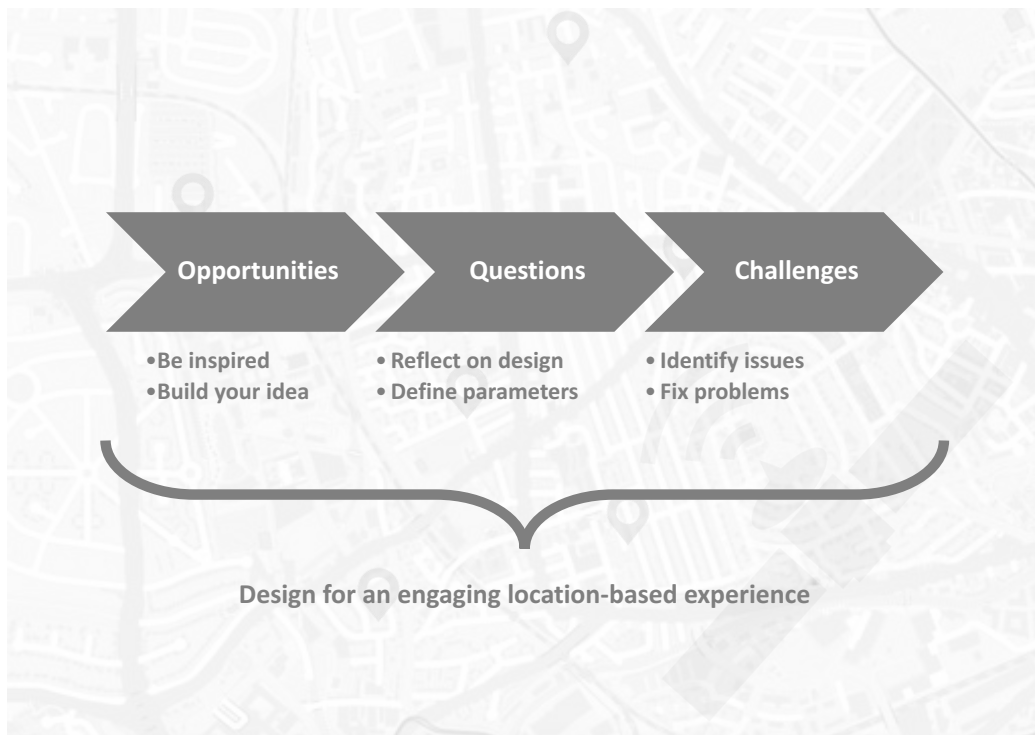 Opportunities
•Be inspired
•Build your idea
Questions
• Reflect on design
• Define parameters
Challenges
• Identify issues
• Fix problems
Design for an engaging location-based experience